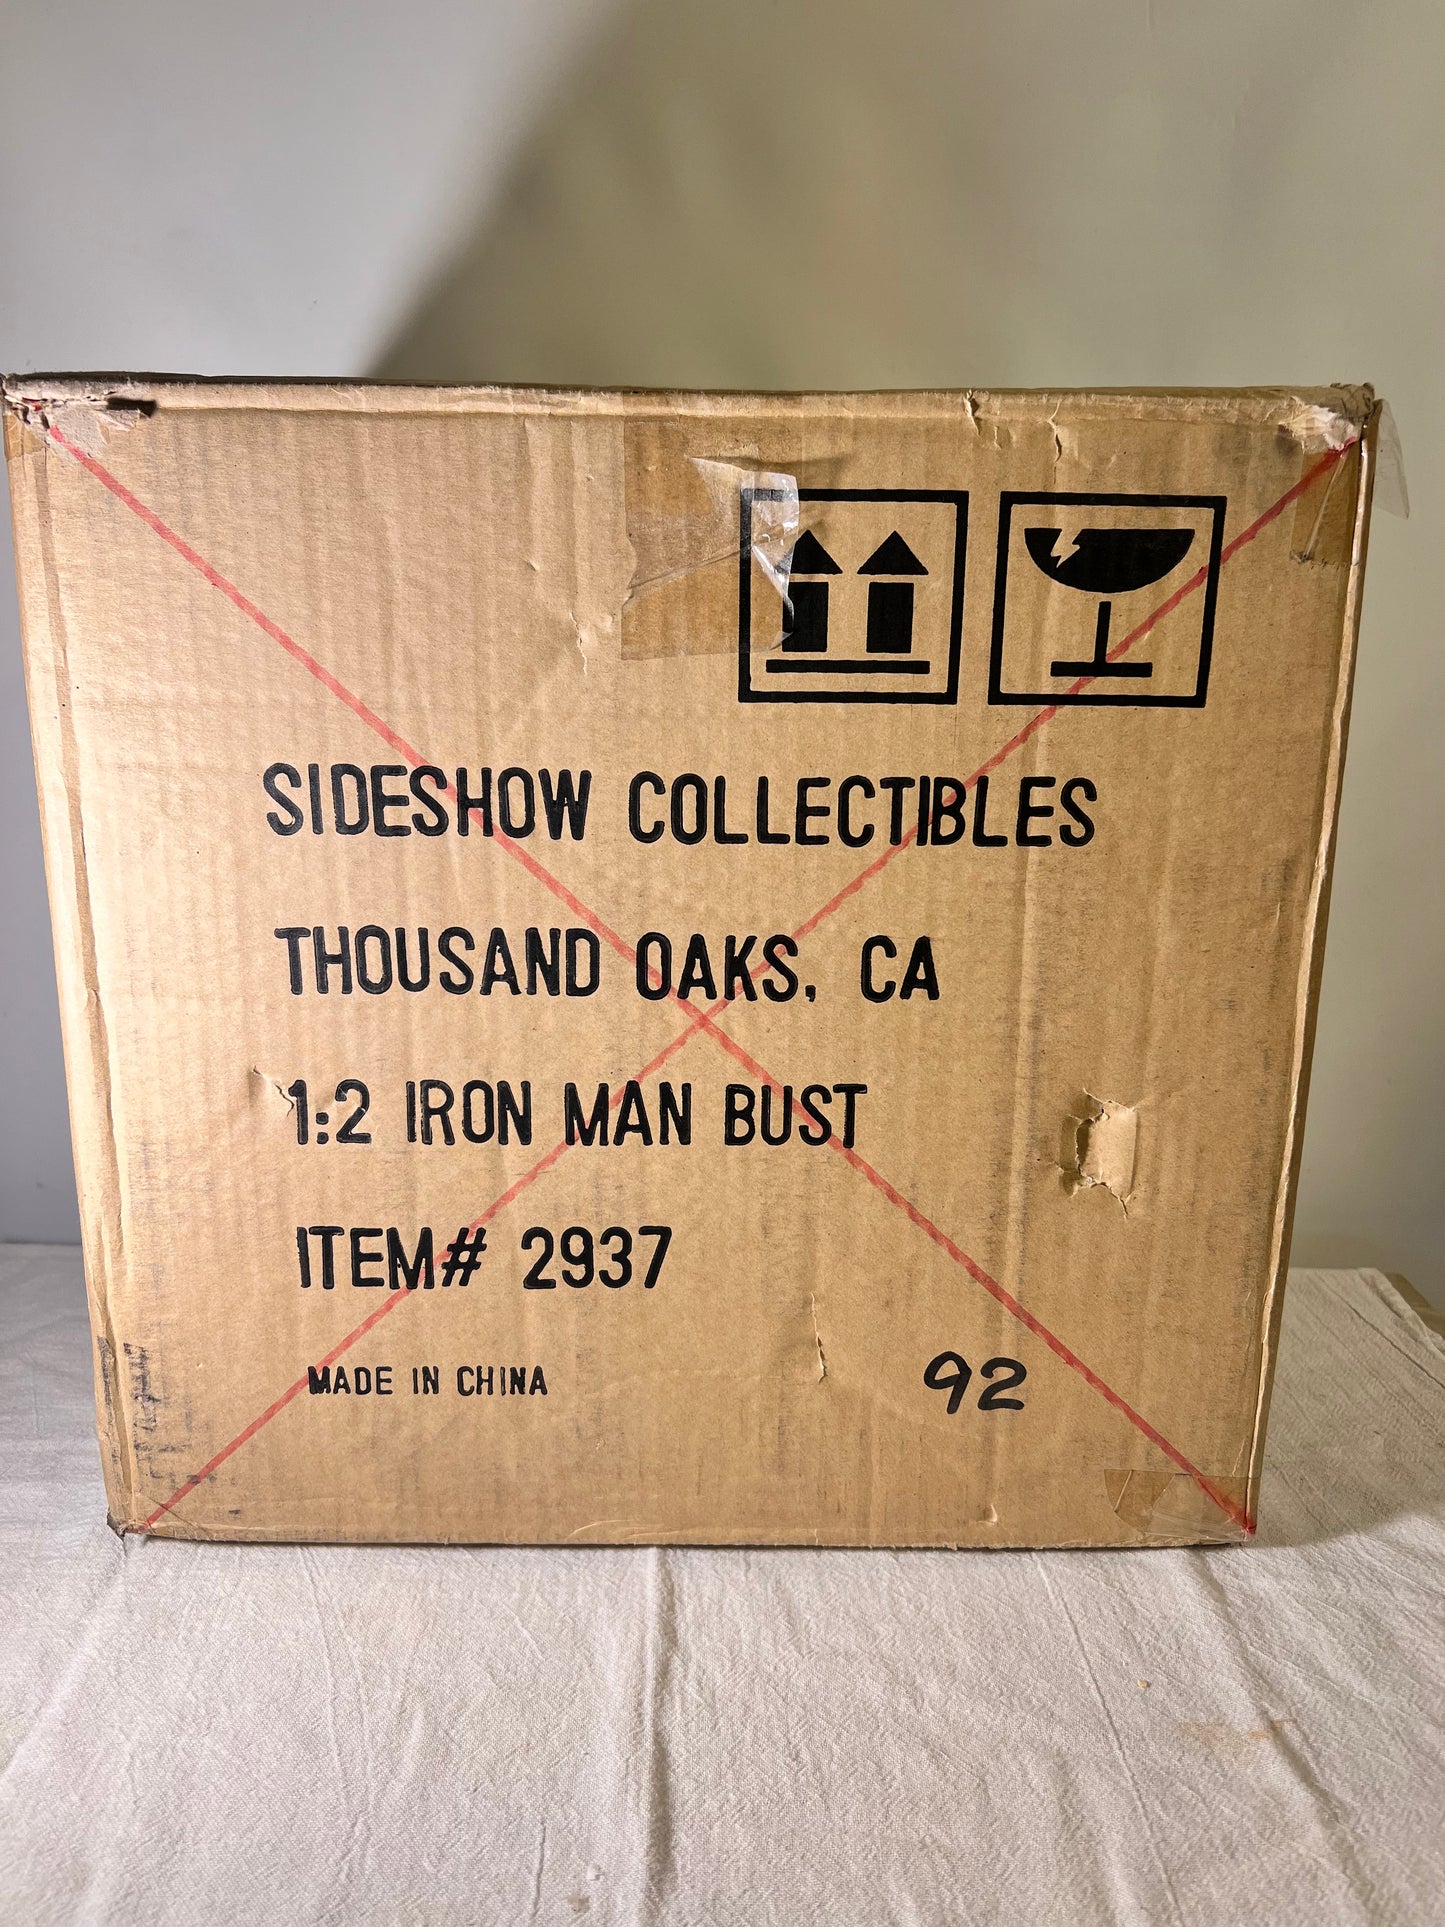 SIDESHOW COLLECTIBLES
THOUSAND OAKS, CA
1:2 IRON MAN BUST
ITEM# 2937
MADE IN CHINA
92